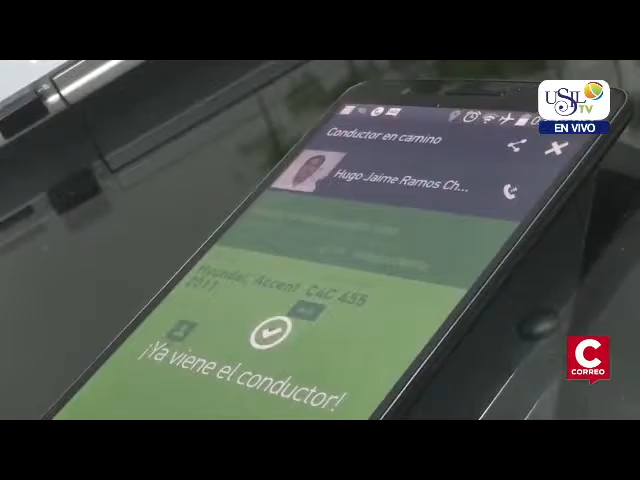 USIL
TV
EN VIVO
Conductor en camino
Hugo Jaime Ramos Ch...
Hyundai, Accent. C4C 455
2011
¡Ya viene el conductor!
C
CORREO